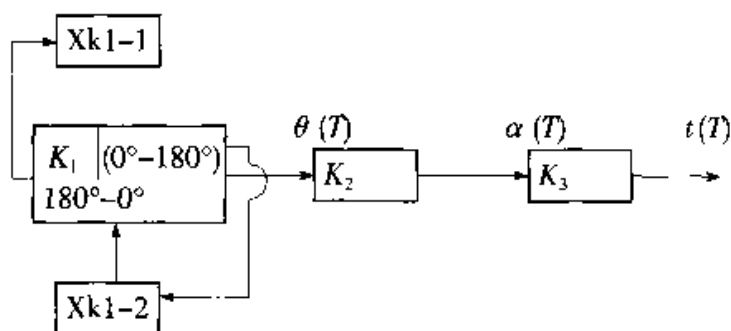 Xk1-1
θ (T)
α (T)
t (T)
K₁ (0°-180°)
180°-0°
K₂
K₃
Xk1-2